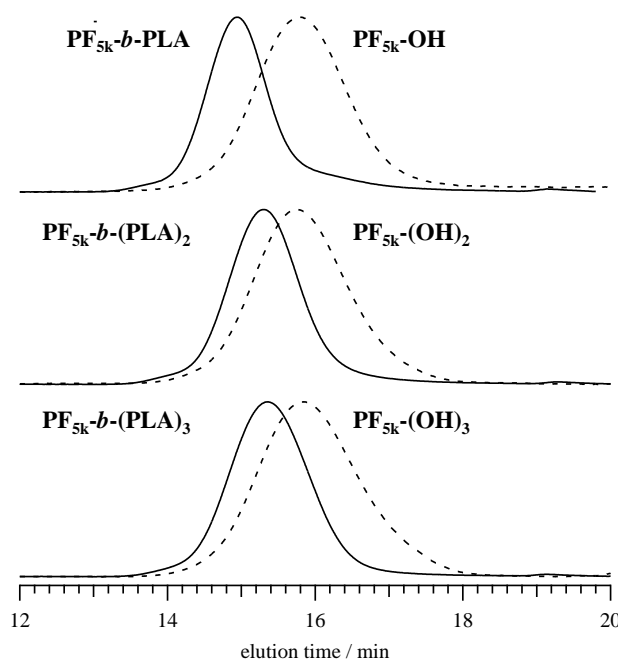 PF5k-b-PLA PF5k-OH
PF5k-b-(PLA)2 PF5k-(OH)2
PF5k-b-(PLA)3 PF5k-(OH)3
12 14 16 18 20
elution time / min